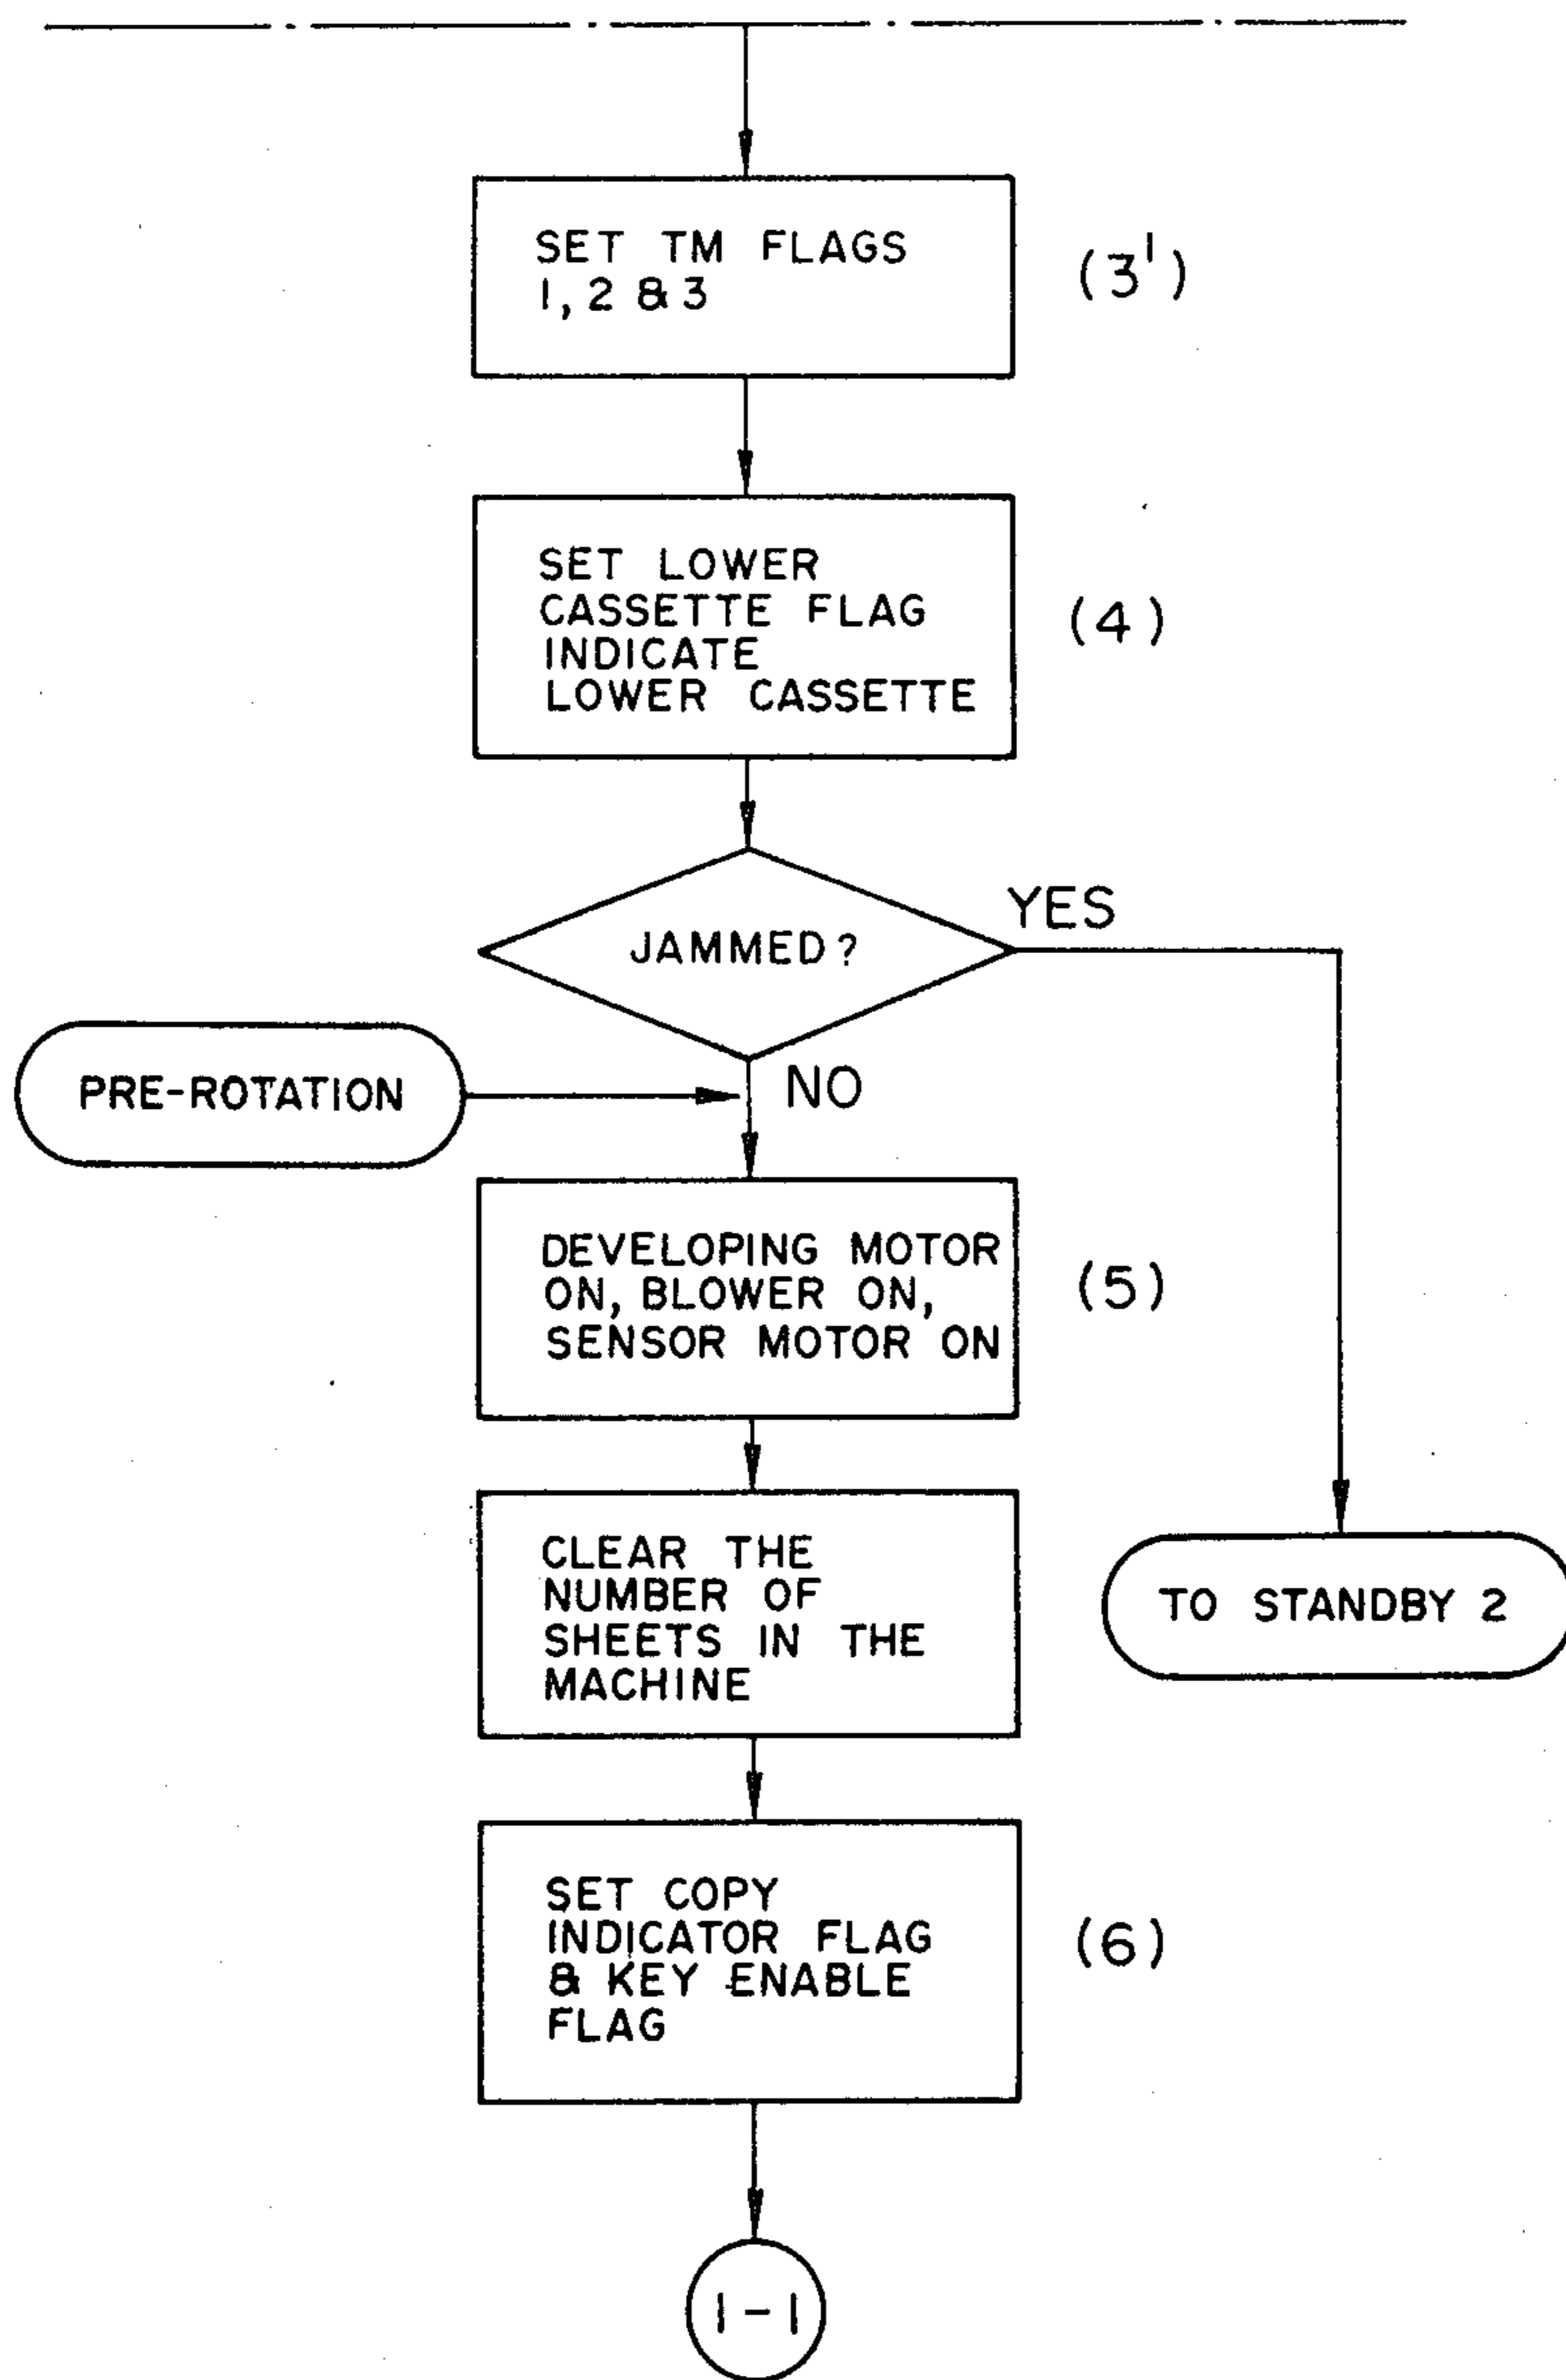 SET TM FLAGS
1, 2 & 3
(3')
SET LOWER
CASSETTE FLAG
INDICATE
LOWER CASSETTE
(4)
JAMMED?
YES
NO
PRE-ROTATION
DEVELOPING MOTOR
ON, BLOWER ON,
SENSOR MOTOR ON
(5)
CLEAR THE
NUMBER OF
SHEETS IN THE
MACHINE
TO STANDBY 2
SET COPY
INDICATOR FLAG
& KEY ENABLE
FLAG
(6)
1-1